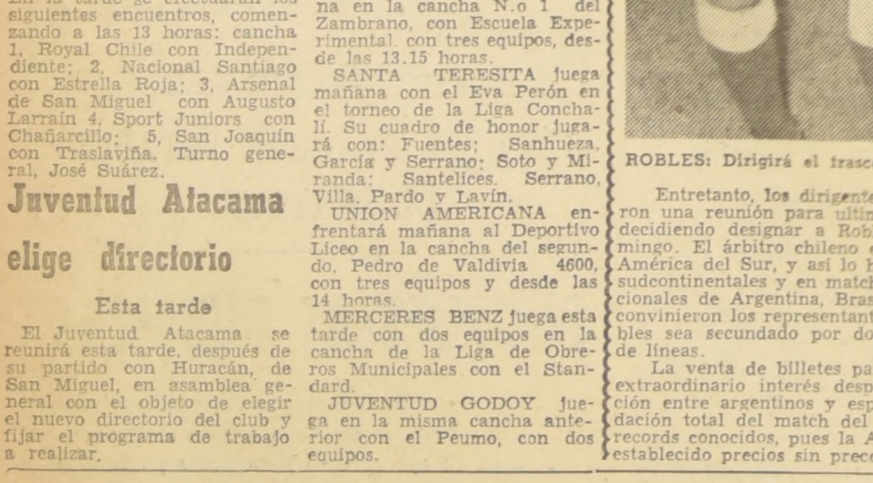 siguientes encuentros, comen-
zando a las 13 horas: cancha
1, Royal Chile con Indepen-
diente; 2, Nacional Santiago
con Estrella Roja; 3, Arsenal
de San Miguel con Augusto
Larraín 4, Sport Juniors con
Chañarcillo; 5, San Joaquín
con Traslaviña. Turno gene-
ral, José Suárez.
Juventud Atacama
elige directorio
Esta tarde
El Juventud Atacama se
reunirá esta tarde, después de
su partido con Huracán, de
San Miguel, en asamblea ge-
neral con el objeto de elegir
el nuevo directorio del club y
fijar el programa de trabajo
a realizar.
na en la cancha N.o 1 del
Zambrano, con Escuela Expe-
rimental, con tres equipos, des-
de las 13.15 horas.
SANTA TERESITA juega
mañana con el Eva Perón en
el torneo de la Liga Concha-
lí. Su cuadro de honor juga-
rá con: Fuentes; Sanhueza,
García y Serrano; Soto y Mi-
randa; Santelices, Serrano,
Villa, Pardo y Lavín.
UNION AMERICANA en-
frentará mañana al Deportivo
Liceo en la cancha del segun-
do, Pedro de Valdivia 4600,
con tres equipos y desde las
14 horas.
MERCERES BENZ juega esta
tarde con dos equipos en la
cancha de la Liga de Obre-
ros Municipales con el Stan-
dard.
JUVENTUD GODOY jue-
ga en la misma cancha ante-
rior con el Peumo, con dos
equipos.
ROBLES: Dirigirá el trasc
Entretanto, los dirigente
ron una reunión para ultim
decidiendo designar a Robl
mingo. El árbitro chileno e
América del Sur, y así lo h
sudcontinentales y en match
cionales de Argentina, Bras
convinieron los representant
bles sea secundado por do
de líneas.
La venta de billetes pa
extraordinario interés desp
ción entre argentinos y esp
dación total del match del
records conocidos, pues la A
establecido precios sin prece